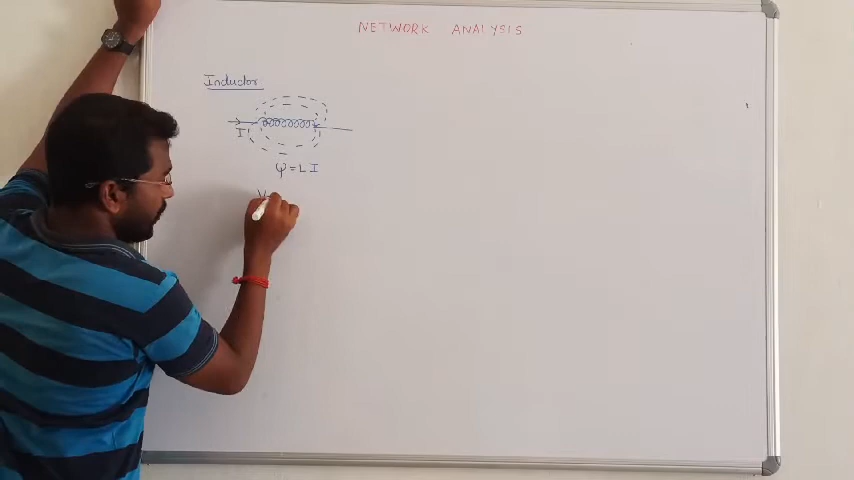 NETWORK ANALYSIS
Inductor
I
Ψ = L I
V